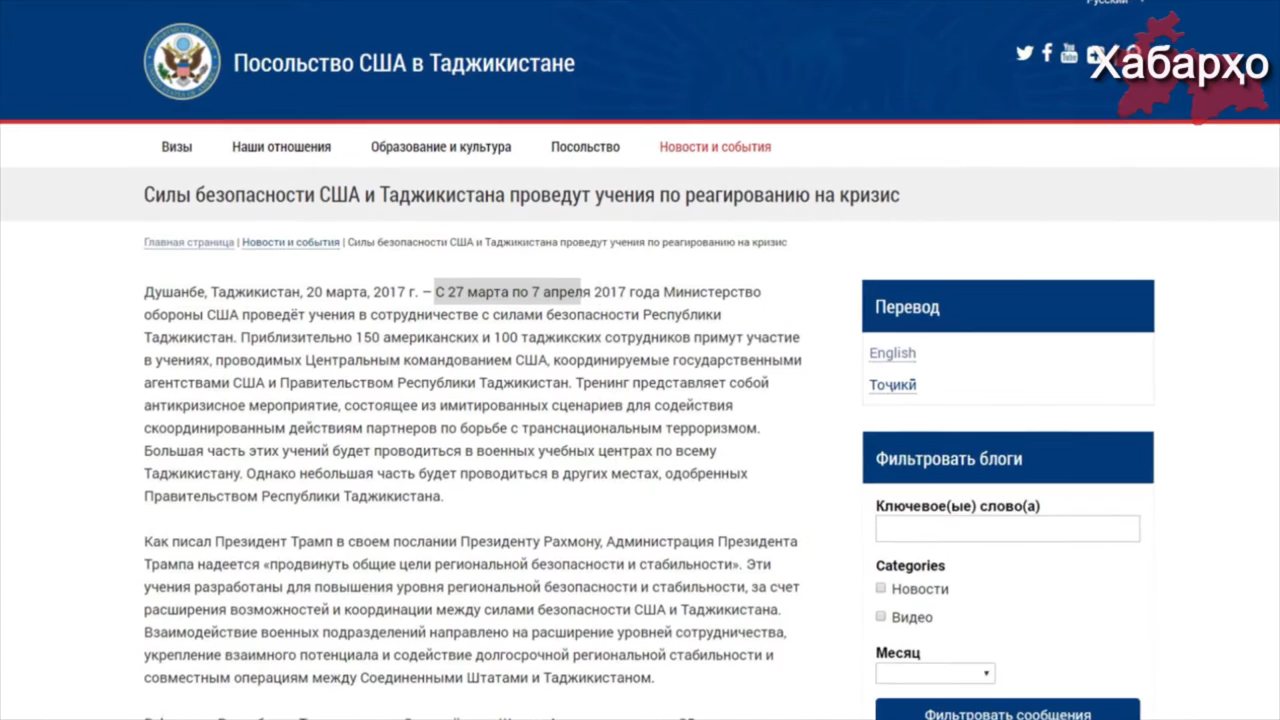 Русский
Посольство США в Таджикистане
Хабарҳо
Визы
Наши отношения
Образование и культура
Посольство
Новости и события
Силы безопасности США и Таджикистана проведут учения по реагированию на кризис
Главная страница | Новости и события | Силы безопасности США и Таджикистана проведут учения по реагированию на кризис
Душанбе, Таджикистан, 20 марта, 2017 г. – С 27 марта по 7 апреля 2017 года Министерство
обороны США проведёт учения в сотрудничестве с силами безопасности Республики
Таджикистан. Приблизительно 150 американских и 100 таджикских сотрудников примут участие
в учениях, проводимых Центральным командованием США, координируемые государственными
агентствами США и Правительством Республики Таджикистан. Тренинг представляет собой
антикризисное мероприятие, состоящее из имитированных сценариев для содействия
скоординированным действиям партнеров по борьбе с транснациональным терроризмом.
Большая часть этих учений будет проводиться в военных учебных центрах по всему
Таджикистану. Однако небольшая часть будет проводиться в других местах, одобренных
Правительством Республики Таджикистана.
Как писал Президент Трамп в своем послании Президенту Рахмону, Администрация Президента
Трампа надеется «продвинуть общие цели региональной безопасности и стабильности». Эти
учения разработаны для повышения уровня региональной безопасности и стабильности, за счет
расширения возможностей и координации между силами безопасности США и Таджикистана.
Взаимодействие военных подразделений направлено на расширение уровней сотрудничества,
укрепление взаимного потенциала и содействие долгосрочной региональной стабильности и
совместным операциям между Соединенными Штатами и Таджикистаном.
Перевод
English
Тоҷикӣ
Фильтровать блоги
Ключевое(ые) слово(а)
Categories
Новости
Видео
Месяц
Фильтровать сообщения